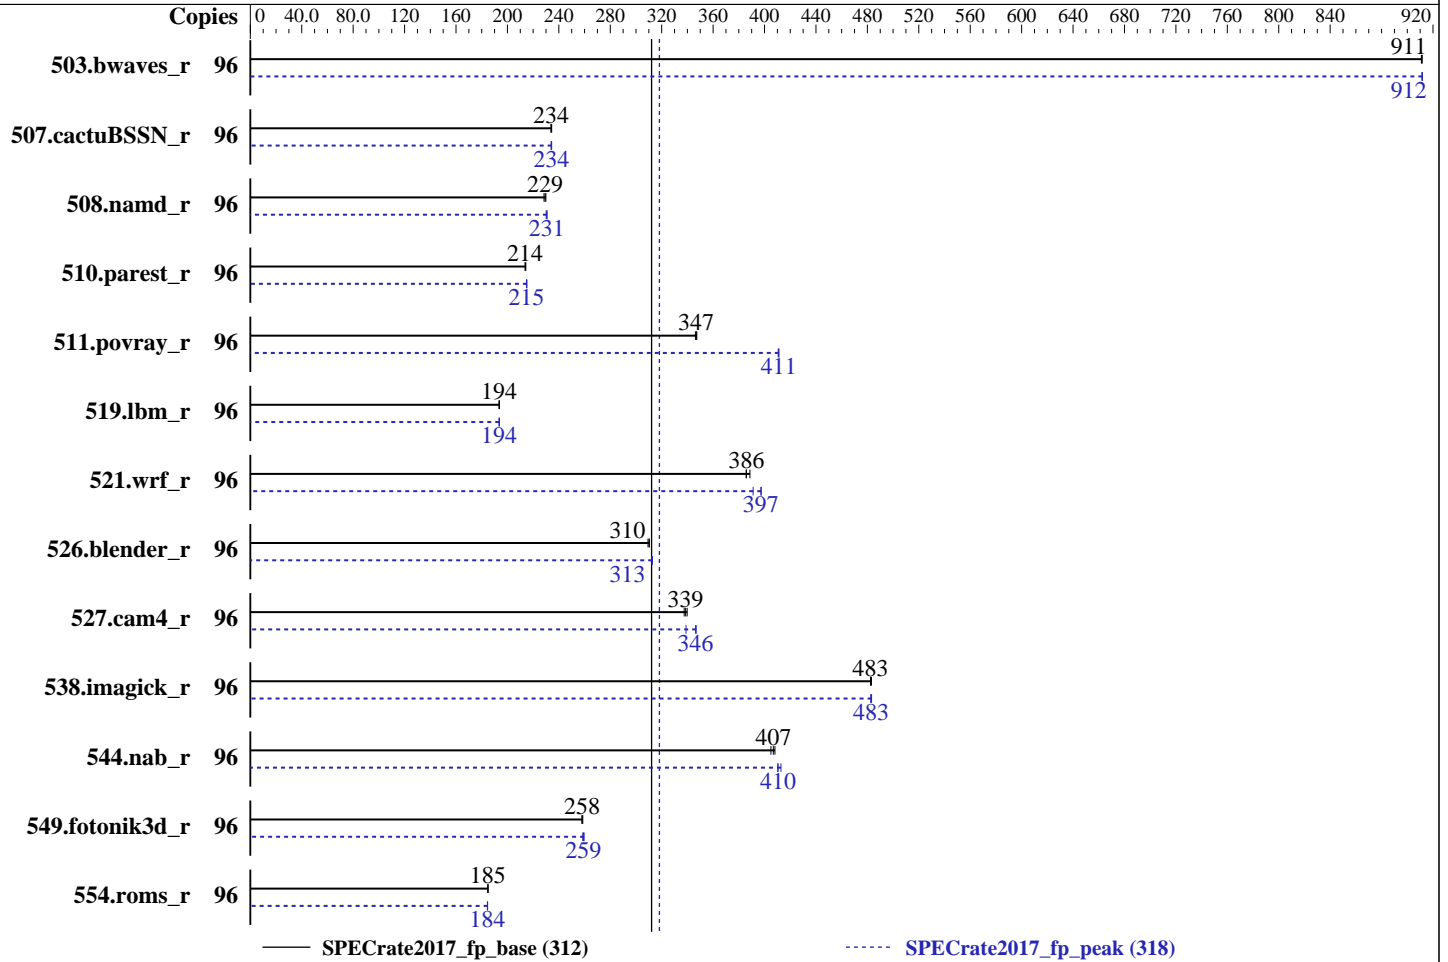 Copies 0 40.0 80.0 120 160 200 240 280 320 360 400 440 480 520 560 600 640 680 720 760 800 840 920
911
503.bwaves_r 96
912
234
507.cactuBSSN_r 96
234
229
508.namd_r 96
231
214
510.parest_r 96
215
347
511.povray_r 96
411
194
519.lbm_r 96
194
386
521.wrf_r 96
397
310
526.blender_r 96
313
339
527.cam4_r 96
346
483
538.imagick_r 96
483
407
544.nab_r 96
410
258
549.fotonik3d_r 96
259
185
554.roms_r 96
184
SPECrate2017_fp_base (312) SPECrate2017_fp_peak (318)